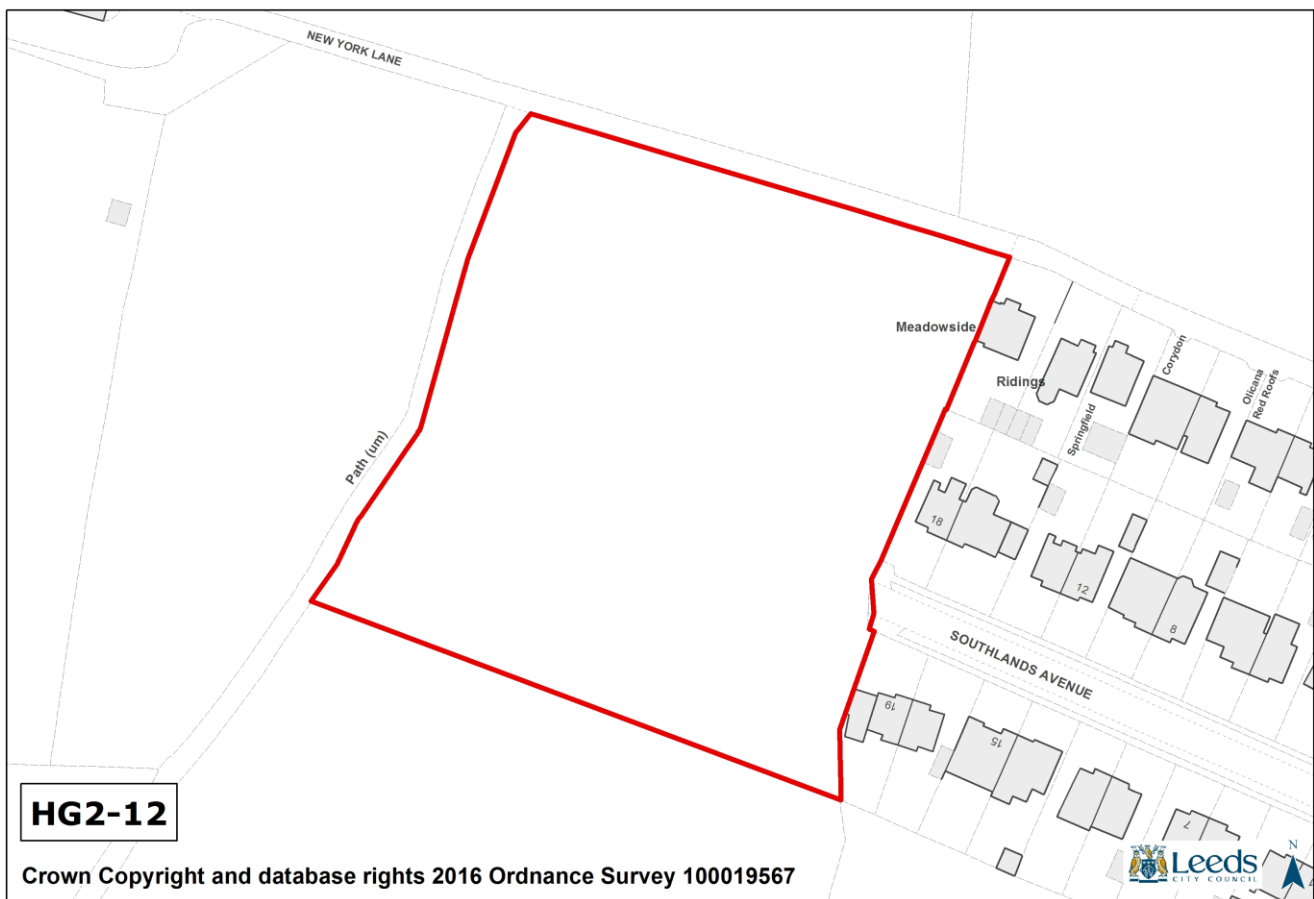 NEW YORK LANE
Meadowside
Ridings
Springfield
Corydon
Olicana
Red Roofs
Path (um)
18
12
8
SOUTHLANDS AVENUE
19
15
7
HG2-12
Crown Copyright and database rights 2016 Ordnance Survey 100019567
Leeds
CITY COUNCIL
N